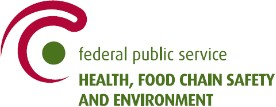 federal public service
HEALTH, FOOD CHAIN SAFETY
AND ENVIRONMENT